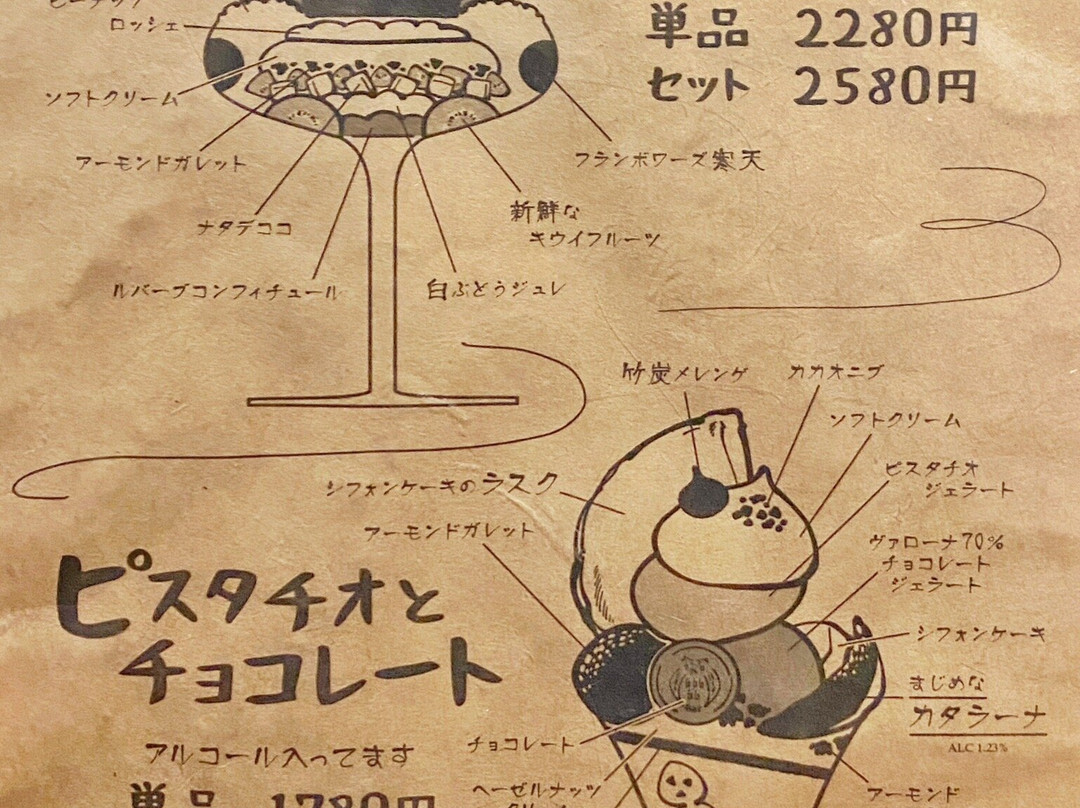 ロッシェ
単品 2280円
セット 2580円
ソフトクリーム
アーモンドガレット
フランボワーズ寒天
ナタデココ
新鮮な
キウイフルーツ
ルバーブコンフィチュール
白ぶどうジュレ
竹炭メレンゲ
カカオニブ
ソフトクリーム
ピスタチオ
ジェラート
シフォンケーキのラスク
アーモンドガレット
ヴァローナ70%
チョコレート
ジェラート
ピスタチオと
チョコレート
シフォンケーキ
まじめな
カタラーナ
ALC 1.23%
チョコレート
アルコール入ってます
ヘーゼルナッツ
アーモンド
単品 1780円